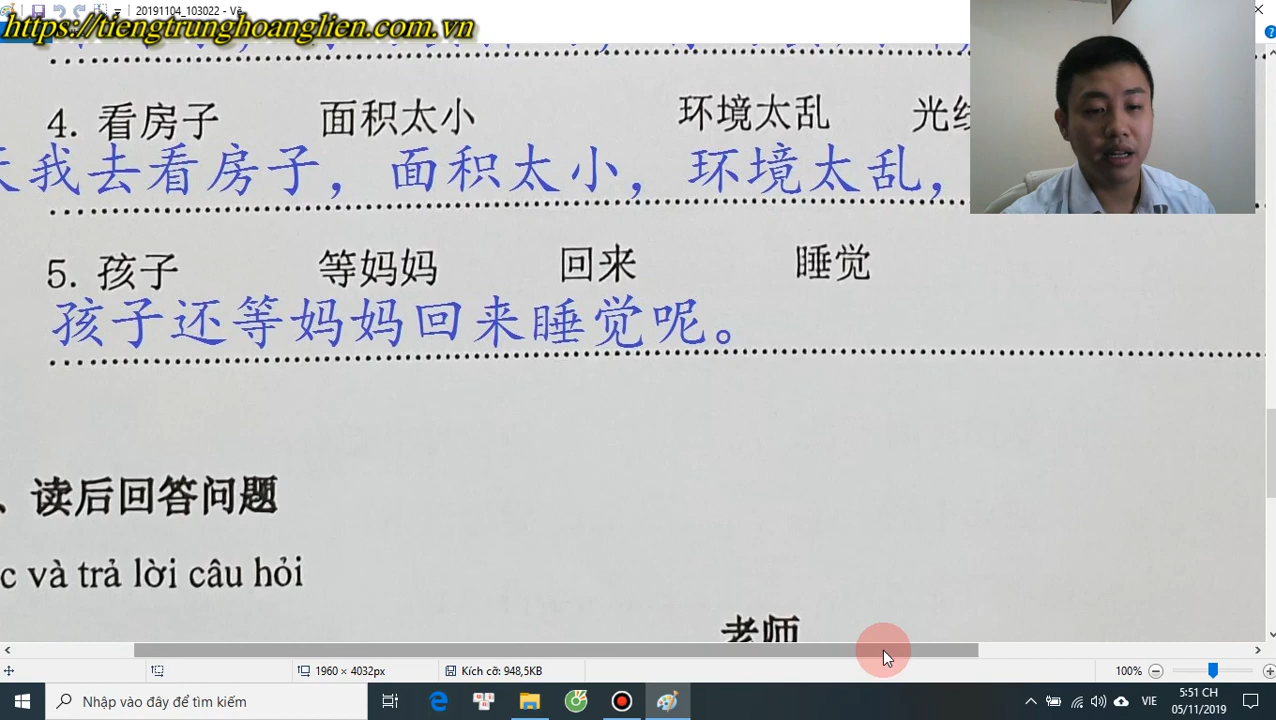 20191104_103022 - Vẽ
https://tiengtrunghoanglien.com.vn
4. 看房子 面积太小 环境太乱 光线
天我去看房子，面积太小，环境太乱，
5. 孩子 等妈妈 回来 睡觉
孩子还等妈妈回来睡觉呢。
、读后回答问题
c và trả lời câu hỏi
老师
1960 × 4032px Kích cỡ: 948,5KB 100%
Nhập vào đây để tìm kiếm
VIE
5:51 CH
05/11/2019